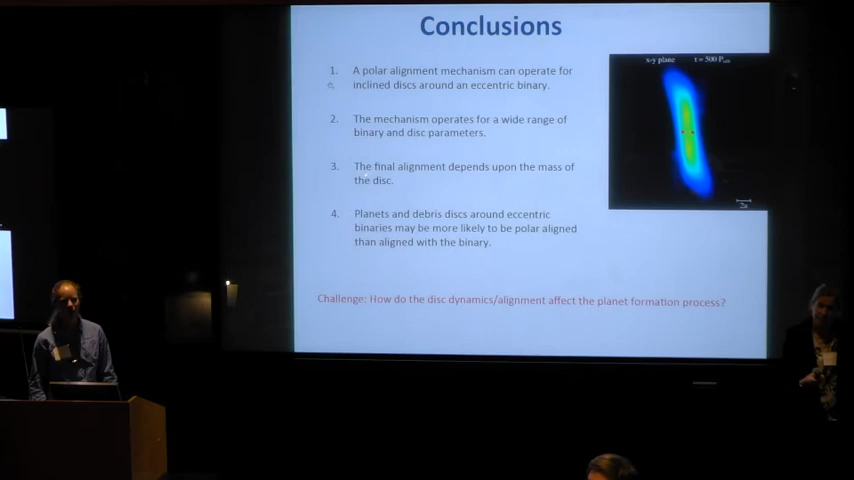 Conclusions
x-y plane t = 500 P
1. A polar alignment mechanism can operate for
inclined discs around an eccentric binary.
2. The mechanism operates for a wide range of
binary and disc parameters.
3. The final alignment depends upon the mass of
the disc.
4. Planets and debris discs around eccentric
binaries may be more likely to be polar aligned
than aligned with the binary.
Challenge: How do the disc dynamics/alignment affect the planet formation process?